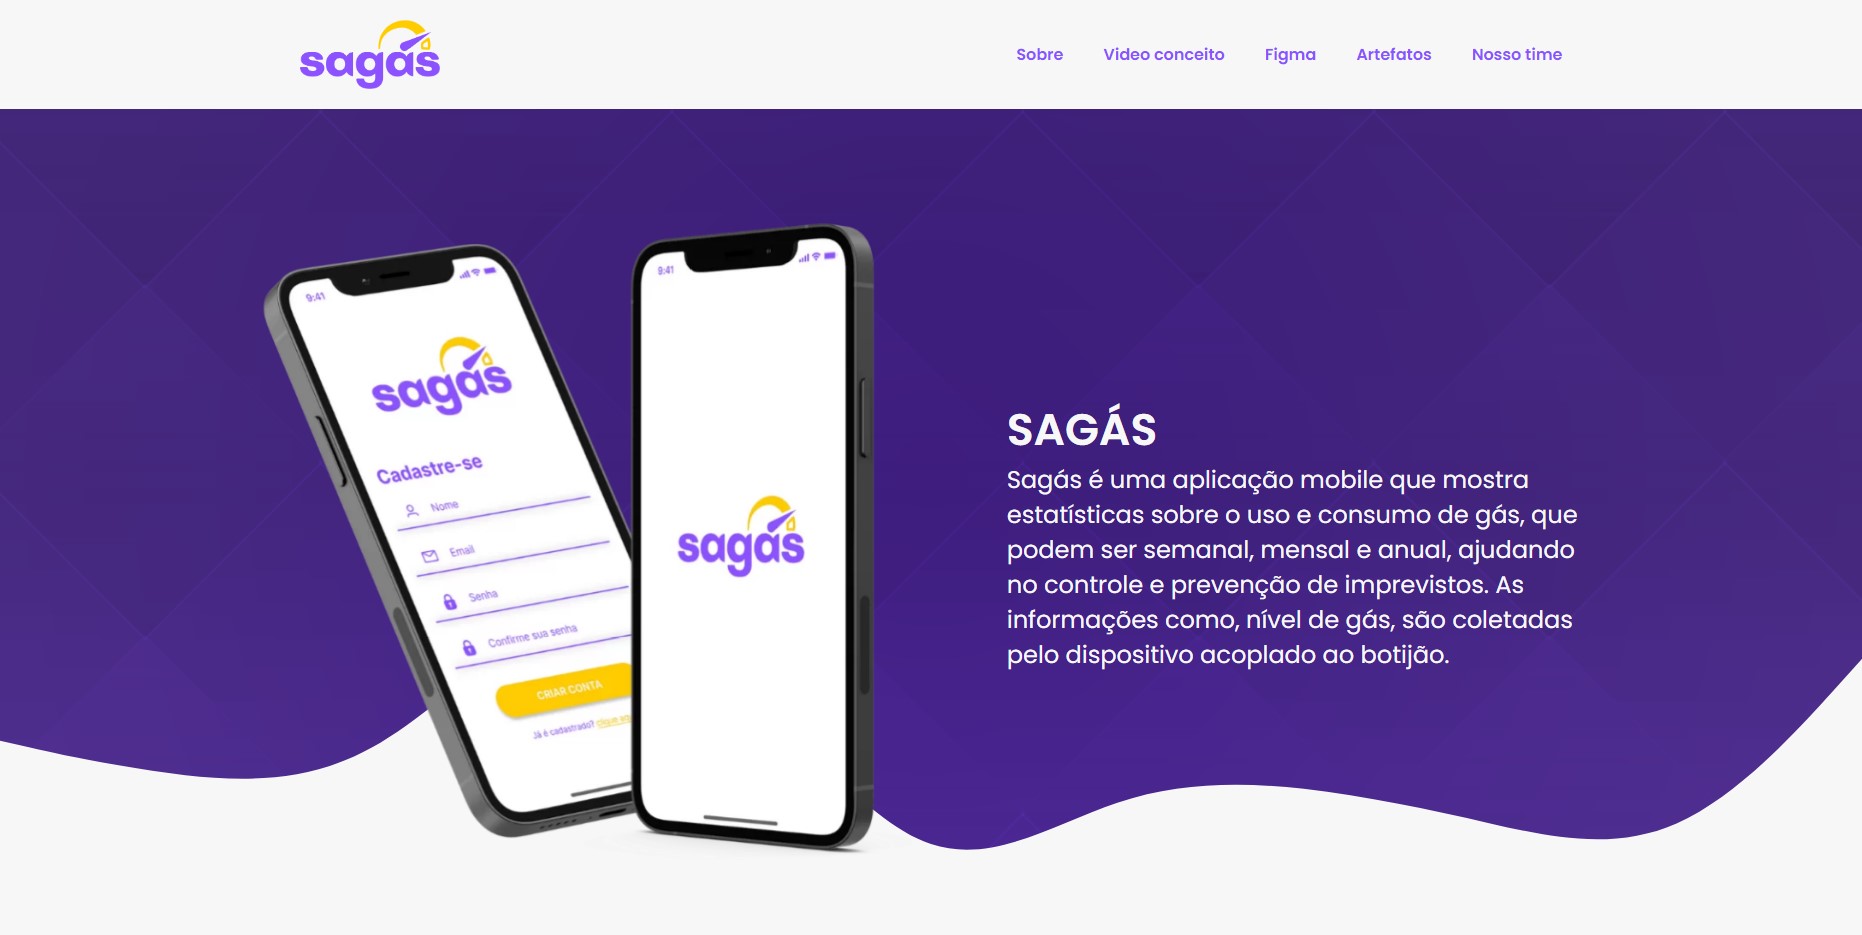 sagás
Sobre Video conceito Figma Artefatos Nosso time
9:41
sagás
Cadastre-se
Nome
Email
Senha
Confirme sua senha
CRIAR CONTA
Já é cadastrado? clique
9:41
sagás
SAGÁS
Sagás é uma aplicação mobile que mostra
estatísticas sobre o uso e consumo de gás, que
podem ser semanal, mensal e anual, ajudando
no controle e prevenção de imprevistos. As
informações como, nível de gás, são coletadas
pelo dispositivo acoplado ao botijão.